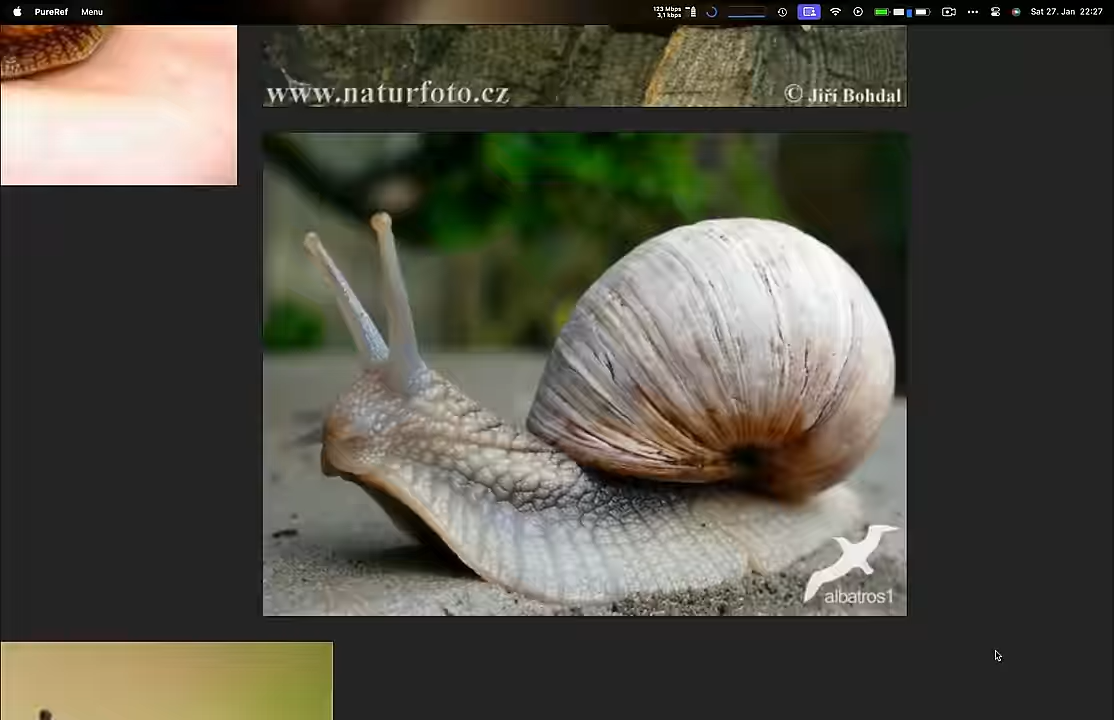 PureRef Menu 123 Mbps Sat 27. Jan 22:27
3,1 kbps
www.naturfoto.cz © Jiří Bohdal
albatros1